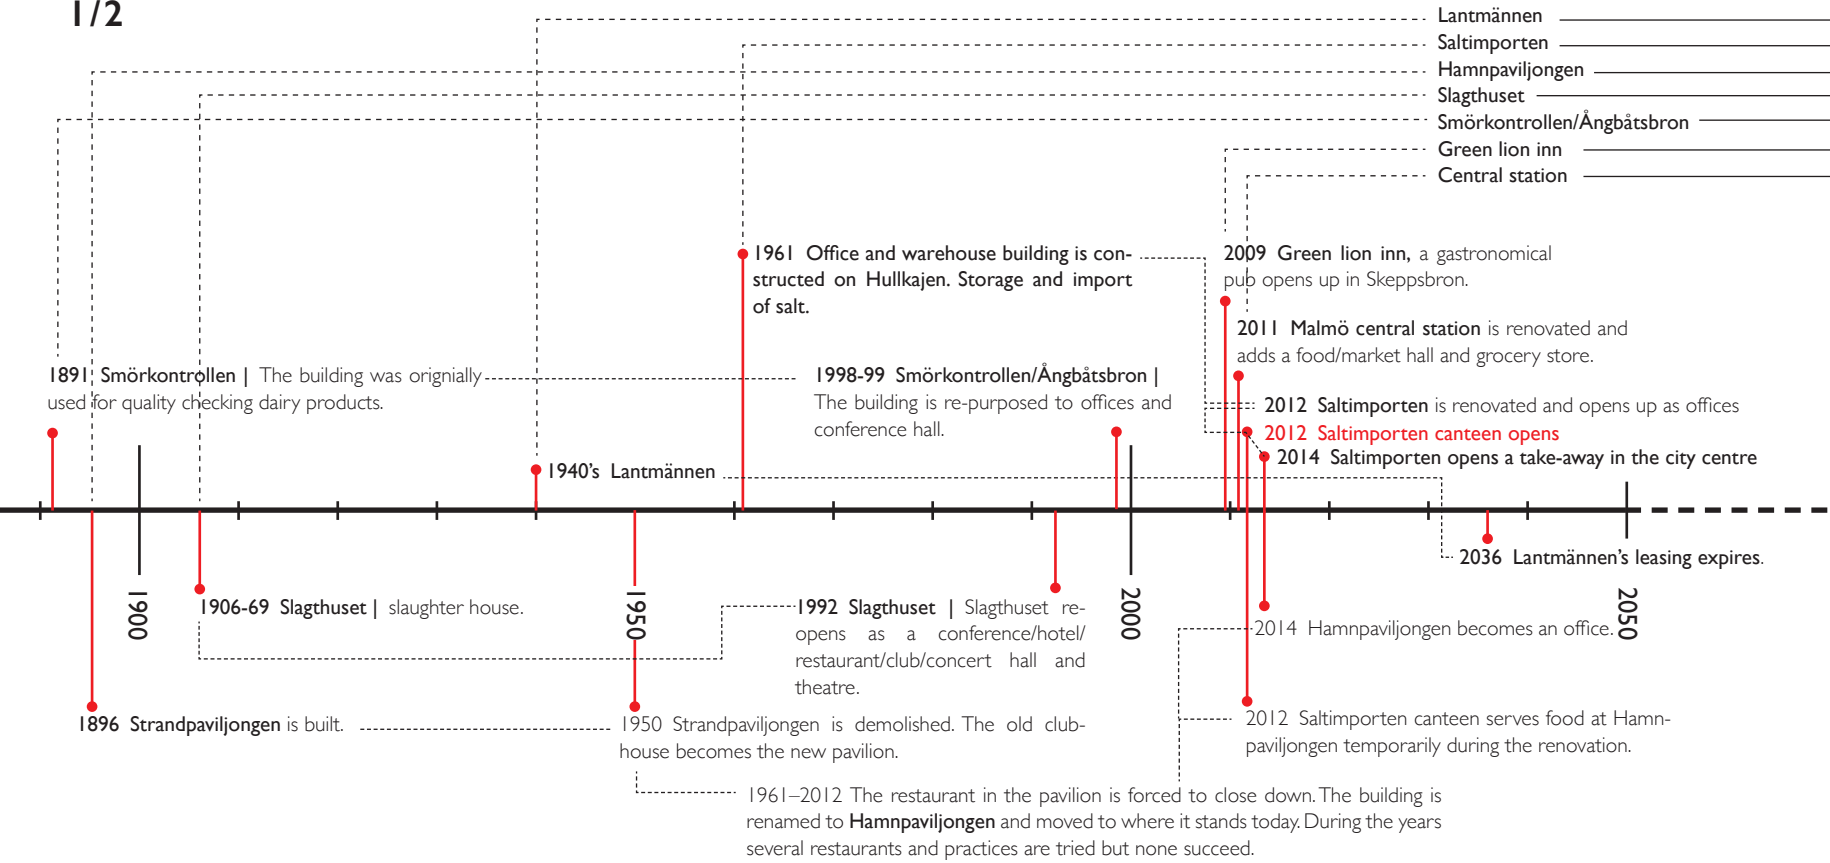 1/2
Lantmännen
Saltimporten
Hamnpaviljongen
Slagthuset
Smörkontrollen/Ångbåtsbron
Green lion inn
Central station
1961 Office and warehouse building is con-
structed on Hullkajen. Storage and import
of salt.
2009 Green lion inn, a gastronomical
pub opens up in Skeppsbron.
2011 Malmö central station is renovated and
adds a food/market hall and grocery store.
1891 Smörkontrollen | The building was orignially
used for quality checking dairy products.
1998-99 Smörkontrollen/Ångbåtsbron |
The building is re-purposed to offices and
conference hall.
2012 Saltimporten is renovated and opens up as offices
2012 Saltimporten canteen opens
2014 Saltimporten opens a take-away in the city centre
1940's Lantmännen
2036 Lantmännen's leasing expires.
1900
1950
2000
2050
1906-69 Slagthuset | slaughter house.
1992 Slagthuset | Slagthuset re-
opens as a conference/hotel/
restaurant/club/concert hall and
theatre.
2014 Hamnpaviljongen becomes an office.
1896 Strandpaviljongen is built.
1950 Strandpaviljongen is demolished. The old club-
house becomes the new pavilion.
2012 Saltimporten canteen serves food at Hamn-
paviljongen temporarily during the renovation.
1961–2012 The restaurant in the pavilion is forced to close down. The building is
renamed to Hamnpaviljongen and moved to where it stands today. During the years
several restaurants and practices are tried but none succeed.